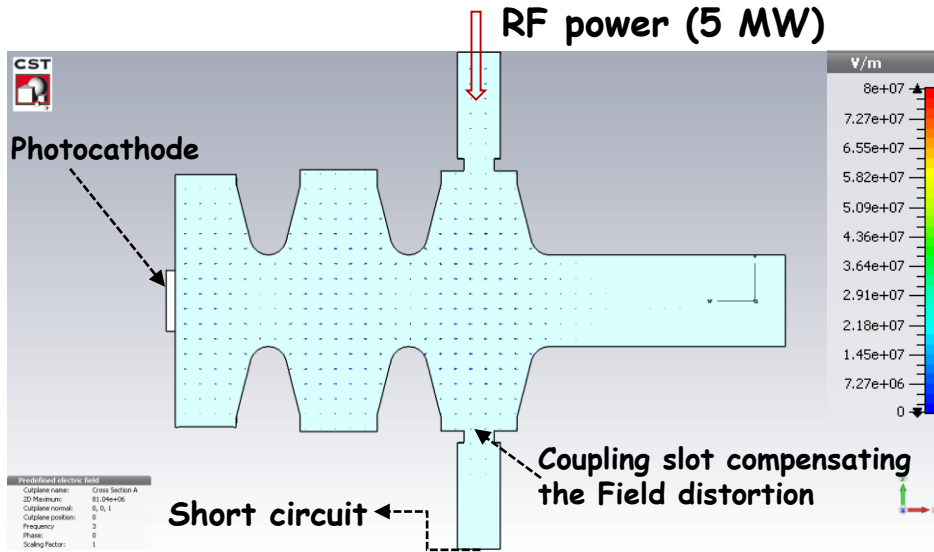 RF power (5 MW)
CST
V/m
8e+07
7.27e+07
6.55e+07
5.82e+07
5.09e+07
4.36e+07
3.64e+07
2.91e+07
2.18e+07
1.45e+07
7.27e+06
0
Photocathode
Coupling slot compensating
the Field distortion
Short circuit
Predefined electric field
Cutplane name: Cross Section A
2D Maximum: 81.04e+06
Cutplane normal: 0, 0, 1
Cutplane position: 0
Frequency 3
Phase: 0
Scaling Factor: 1